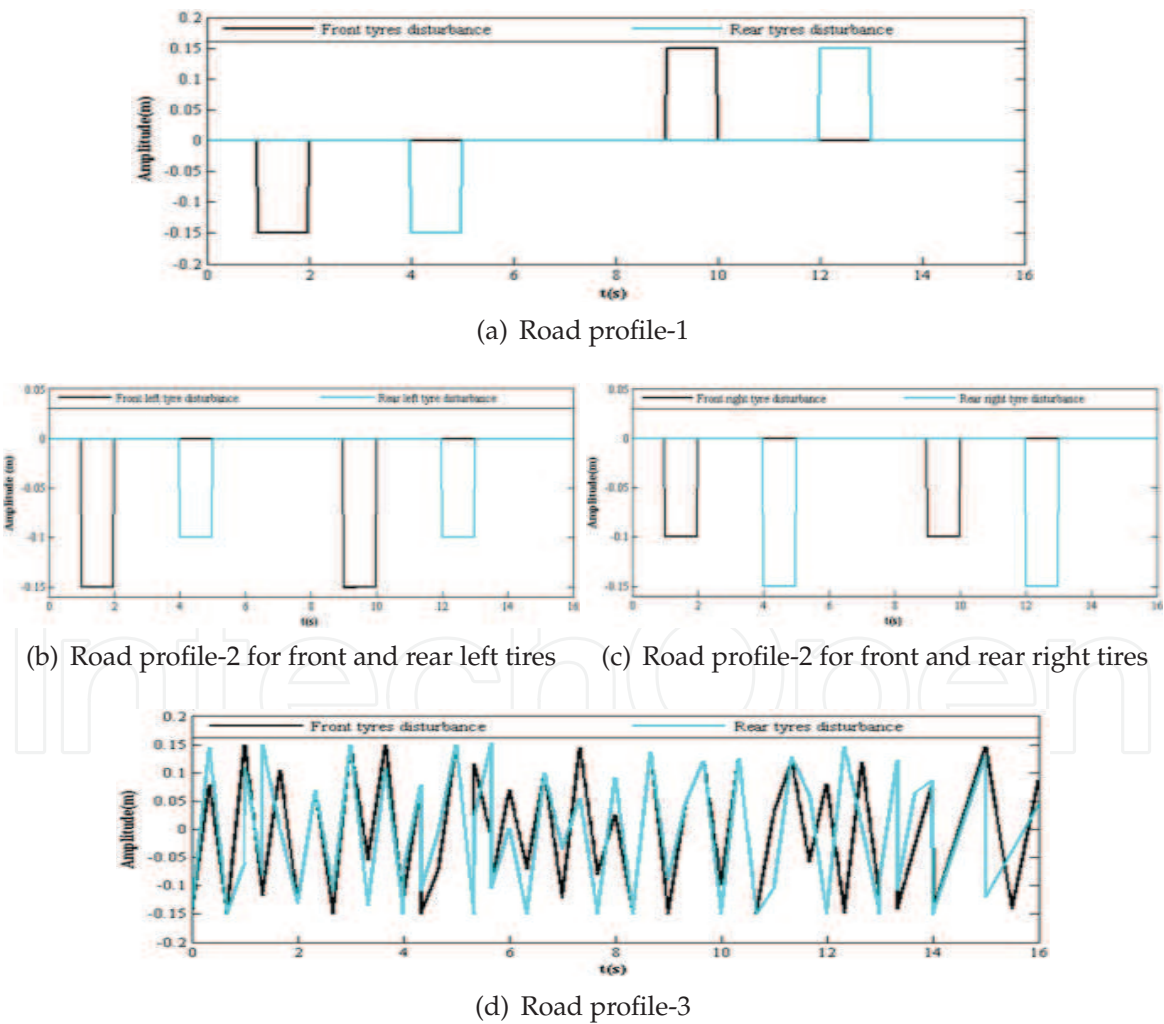 Front tyres disturbance Rear tyres disturbance
0.2
0.15
0.1
0.05
0
-0.05
-0.1
-0.15
-0.2
Amplitude(m)
0 2 4 6 8 10 12 14 16
t(s)
(a) Road profile-1
Front left tyre disturbance Rear left tyre disturbance
0.05
0
-0.05
-0.1
-0.15
Amplitude (m)
0 2 4 6 8 10 12 14 16
t(s)
(b) Road profile-2 for front and rear left tires
Front right tyre disturbance Rear right tyre disturbance
0.05
0
-0.05
-0.1
-0.15
Amplitude(m)
0 2 4 6 8 10 12 14 16
t(s)
(c) Road profile-2 for front and rear right tires
IntechOpen
Front tyres disturbance Rear tyres disturbance
0.2
0.15
0.1
0.05
0
-0.05
-0.1
-0.15
-0.2
Amplitude(m)
0 2 4 6 8 10 12 14 16
t(s)
(d) Road profile-3